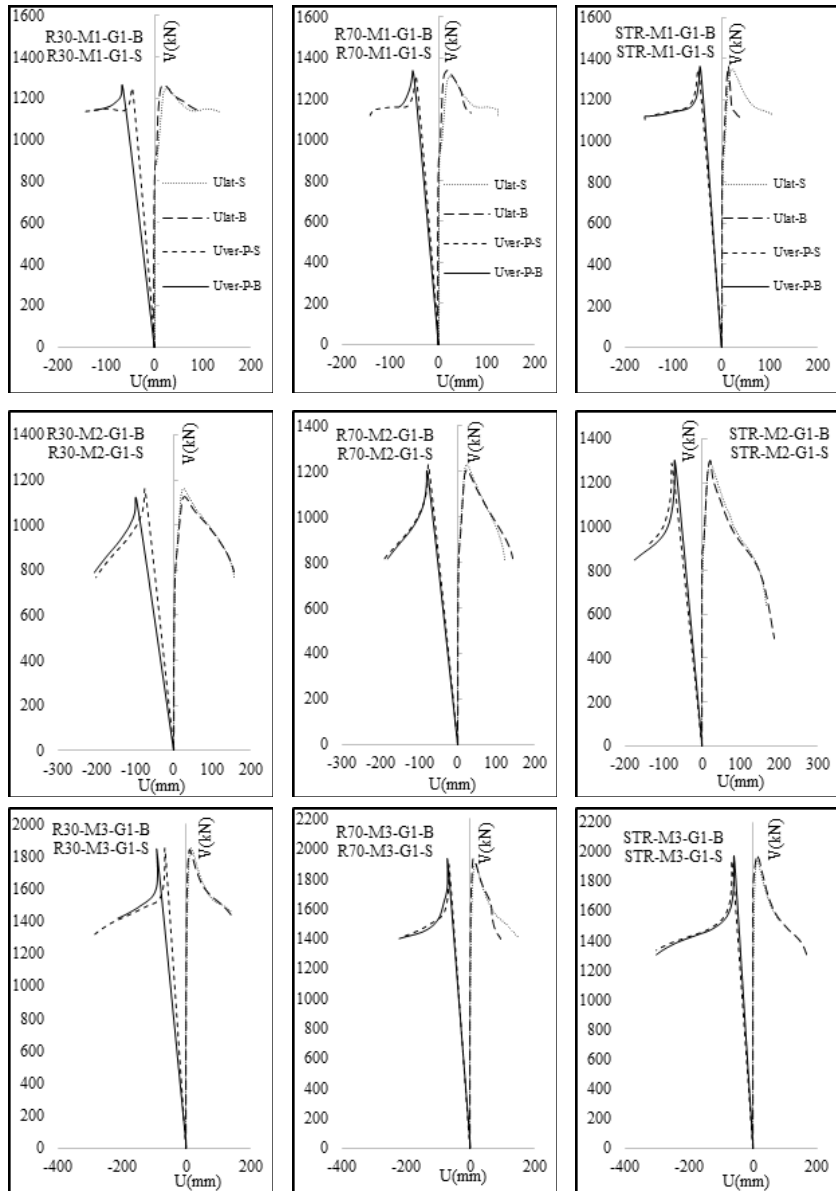 1600
1400
1200
1000
800
600
400
200
0
R30-M1-G1-B
R30-M1-G1-S
V(kN)
Ulat-S
Ulat-B
Uver-P-S
Uver-P-B
-200 -100 0 100 200
U(mm)
1600
1400
1200
1000
800
600
400
200
0
R70-M1-G1-B
R70-M1-G1-S
V(kN)
Ulat-S
Ulat-B
Uver-P-S
Uver-P-B
-300 -200 -100 0 100 200
U(mm)
1600
1400
1200
1000
800
600
400
200
0
STR-M1-G1-B
STR-M1-G1-S
V(kN)
Ulat-S
Ulat-B
Uver-P-S
Uver-P-B
-200 -100 0 100 200
U(mm)
1400
1200
1000
800
600
400
200
0
R30-M2-G1-B
R30-M2-G1-S
V(kN)
-300 -200 -100 0 100 200
U(mm)
1400
1200
1000
800
600
400
200
0
R70-M2-G1-B
R70-M2-G1-S
V(kN)
-300 -200 -100 0 100 200
U(mm)
1400
1200
1000
800
600
400
200
0
STR-M2-G1-B
STR-M2-G1-S
V(kN)
-200 -100 0 100 200 300
U(mm)
2000
1800
1600
1400
1200
1000
800
600
400
200
0
R30-M3-G1-B
R30-M3-G1-S
V(kN)
-400 -200 0 200
U(mm)
2200
2000
1800
1600
1400
1200
1000
800
600
400
200
0
R70-M3-G1-B
R70-M3-G1-S
V(kN)
-400 -200 0 200
U(mm)
2200
2000
1800
1600
1400
1200
1000
800
600
400
200
0
STR-M3-G1-B
STR-M3-G1-S
V(kN)
-400 -200 0 200
U(mm)